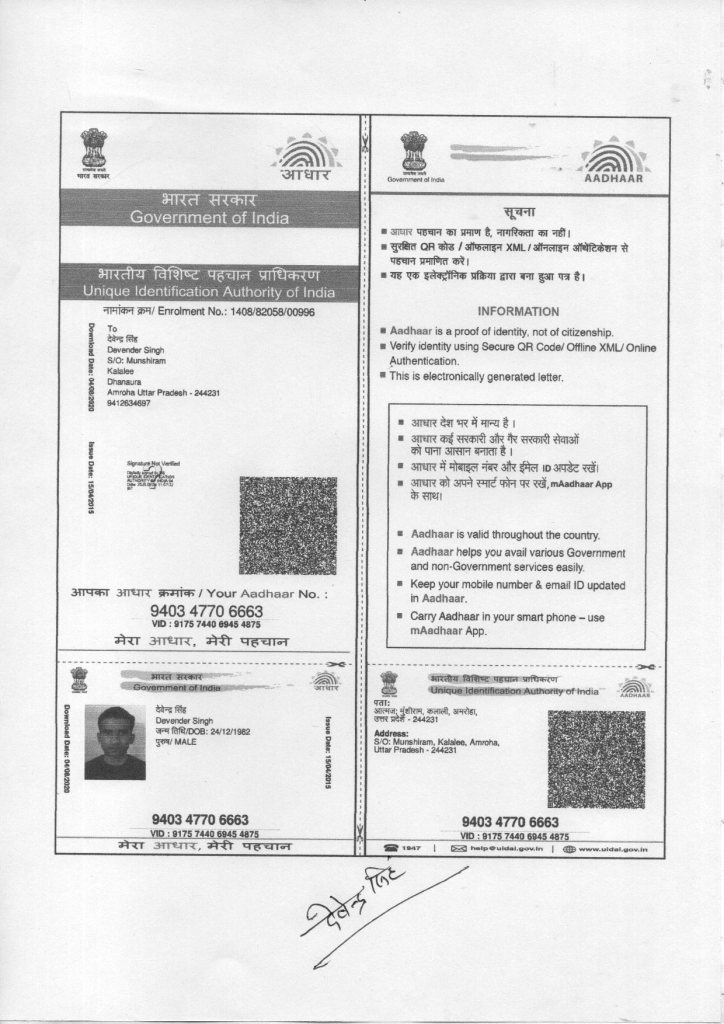 भारत सरकार
आधार
भारत सरकार
Government of India
भारतीय विशिष्ट पहचान प्राधिकरण
Unique Identification Authority of India
नामांकन क्रम/ Enrolment No.: 1408/82058/00996
Download Date: 04/08/2020
To
देवेन्द्र सिंह
Devender Singh
S/O: Munshiram
Kalalee
Dhanaura
Amroha Uttar Pradesh - 244231
9412634697
Issue Date: 15/04/2015
Signature Not Verified
आपका आधार क्रमांक / Your Aadhaar No. :
9403 4770 6663
VID : 9175 7440 6945 4875
मेरा आधार, मेरी पहचान
Government of India
AADHAAR
सूचना
आधार पहचान का प्रमाण है, नागरिकता का नहीं।
सुरक्षित QR कोड / ऑफलाइन XML / ऑनलाइन ऑथेंटिकेशन से
पहचान प्रमाणित करें।
यह एक इलेक्ट्रॉनिक प्रक्रिया द्वारा बना हुआ पत्र है।
INFORMATION
Aadhaar is a proof of identity, not of citizenship.
Verify identity using Secure QR Code/ Offline XML/ Online
Authentication.
This is electronically generated letter.
आधार देश भर में मान्य है ।
आधार कई सरकारी और गैर सरकारी सेवाओं
को पाना आसान बनाता है ।
आधार में मोबाइल नंबर और ईमेल ID अपडेट रखें।
आधार को अपने स्मार्ट फोन पर रखें, mAadhaar App
के साथ।
Aadhaar is valid throughout the country.
Aadhaar helps you avail various Government
and non-Government services easily.
Keep your mobile number & email ID updated
in Aadhaar.
Carry Aadhaar in your smart phone – use
mAadhaar App.
भारत सरकार
Government of India
आधार
Download Date: 04/08/2020
देवेन्द्र सिंह
Devender Singh
जन्म तिथि/DOB: 24/12/1982
पुरुष/ MALE
Issue Date: 15/04/2015
9403 4770 6663
VID : 9175 7440 6945 4875
मेरा आधार, मेरी पहचान
भारतीय विशिष्ट पहचान प्राधिकरण
Unique Identification Authority of India
AADHAAR
पता:
आत्मज: मुंशीराम, कलाली, अमरोहा,
उत्तर प्रदेश - 244231
Address:
S/O: Munshiram, Kalalee, Amroha,
Uttar Pradesh - 244231
9403 4770 6663
VID : 9175 7440 6945 4875
1947 | help@uidai.gov.in | www.uidai.gov.in
देवेन्द्र सिंह